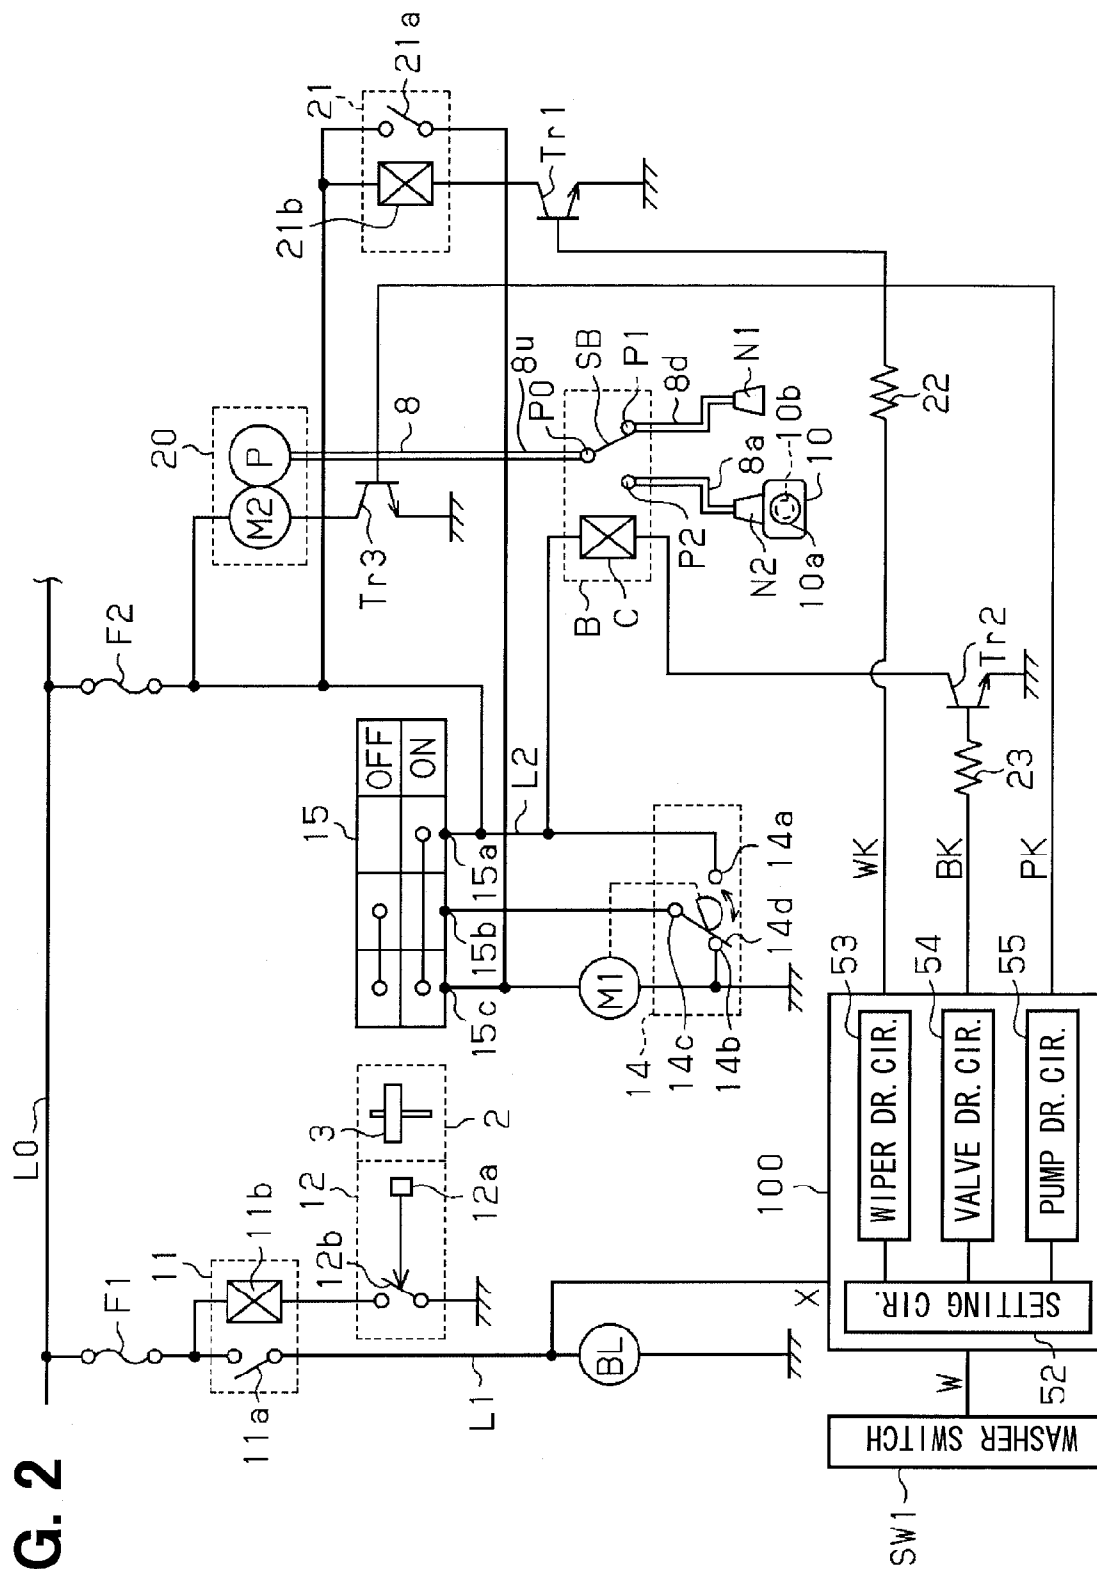 G. 2
L0
F1
F2
11
11a
11b
12
12a
12b
3
2
15
OFF
ON
15a
15b
15c
20
M2
P
Tr3
8
8u
21
21a
21b
Tr1
L1
L2
BL
X
M1
14
14a
14b
14c
14d
B
C
P0
SB
P1
P2
8d
8a
N1
N2
10a
10b
10
22
23
Tr2
WK
BK
PK
100
53
54
55
WIPER DR. CIR.
VALVE DR. CIR.
PUMP DR. CIR.
SETTING CIR.
52
W
WASHER SWITCH
SW1